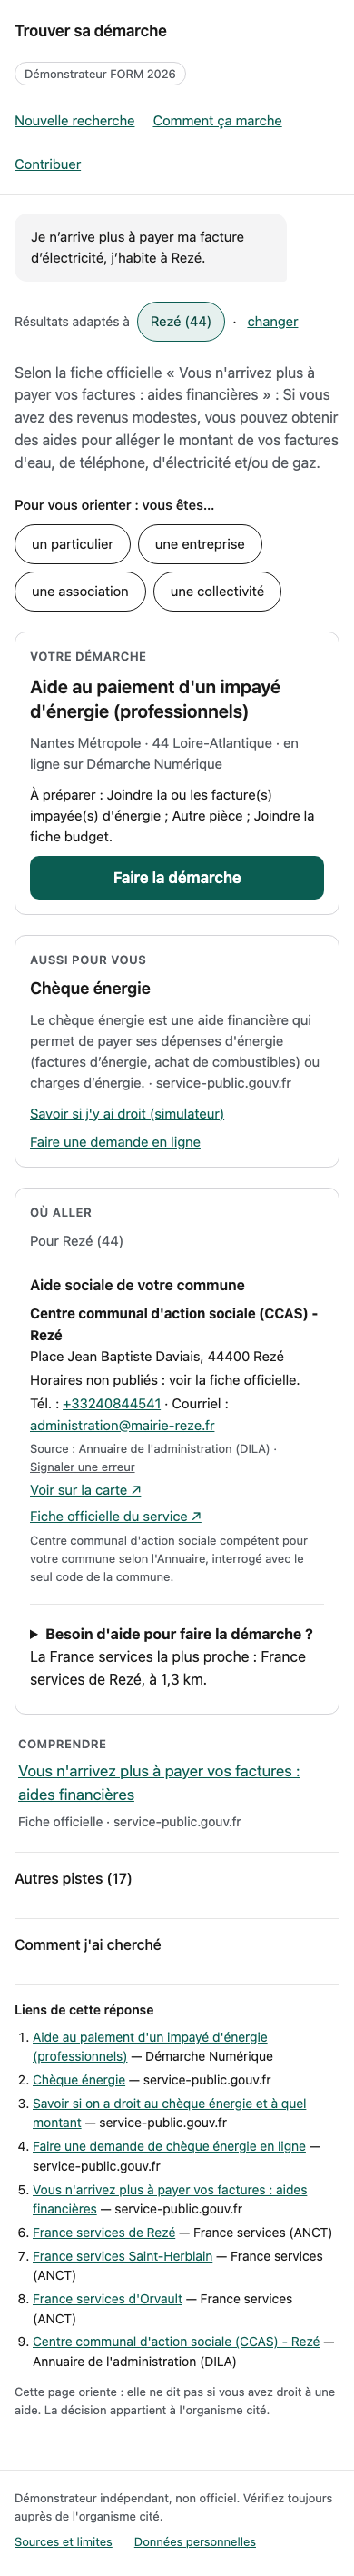 Trouver sa démarche
Démonstrateur FORM 2026
Nouvelle recherche Comment ça marche
Contribuer
Je n’arrive plus à payer ma facture
d’électricité, j’habite à Rezé.
Résultats adaptés à Rezé (44) · changer
Selon la fiche officielle « Vous n'arrivez plus à
payer vos factures : aides financières » : Si vous
avez des revenus modestes, vous pouvez obtenir
des aides pour alléger le montant de vos factures
d'eau, de téléphone, d'électricité et/ou de gaz.
Pour vous orienter : vous êtes...
un particulier une entreprise
une association une collectivité
VOTRE DÉMARCHE
Aide au paiement d'un impayé
d'énergie (professionnels)
Nantes Métropole · 44 Loire-Atlantique · en
ligne sur Démarche Numérique
À préparer : Joindre la ou les facture(s)
impayée(s) d'énergie ; Autre pièce ; Joindre la
fiche budget.
Faire la démarche
AUSSI POUR VOUS
Chèque énergie
Le chèque énergie est une aide financière qui
permet de payer ses dépenses d'énergie
(factures d’énergie, achat de combustibles) ou
charges d’énergie. · service-public.gouv.fr
Savoir si j'y ai droit (simulateur)
Faire une demande en ligne
OÙ ALLER
Pour Rezé (44)
Aide sociale de votre commune
Centre communal d'action sociale (CCAS) -
Rezé
Place Jean Baptiste Daviais, 44400 Rezé
Horaires non publiés : voir la fiche officielle.
Tél. : +33240844541 · Courriel :
administration@mairie-reze.fr
Source : Annuaire de l'administration (DILA) ·
Signaler une erreur
Voir sur la carte ↗
Fiche officielle du service ↗
Centre communal d'action sociale compétent pour
votre commune selon l'Annuaire, interrogé avec le
seul code de la commune.
▶ Besoin d'aide pour faire la démarche ?
La France services la plus proche : France
services de Rezé, à 1,3 km.
COMPRENDRE
Vous n'arrivez plus à payer vos factures :
aides financières
Fiche officielle · service-public.gouv.fr
Autres pistes (17)
Comment j'ai cherché
Liens de cette réponse
1. Aide au paiement d'un impayé d'énergie
(professionnels) — Démarche Numérique
2. Chèque énergie — service-public.gouv.fr
3. Savoir si on a droit au chèque énergie et à quel
montant — service-public.gouv.fr
4. Faire une demande de chèque énergie en ligne —
service-public.gouv.fr
5. Vous n'arrivez plus à payer vos factures : aides
financières — service-public.gouv.fr
6. France services de Rezé — France services (ANCT)
7. France services Saint-Herblain — France services
(ANCT)
8. France services d'Orvault — France services
(ANCT)
9. Centre communal d'action sociale (CCAS) - Rezé —
Annuaire de l'administration (DILA)
Cette page oriente : elle ne dit pas si vous avez droit à une
aide. La décision appartient à l'organisme cité.
Démonstrateur indépendant, non officiel. Vérifiez toujours
auprès de l'organisme cité.
Sources et limites Données personnelles